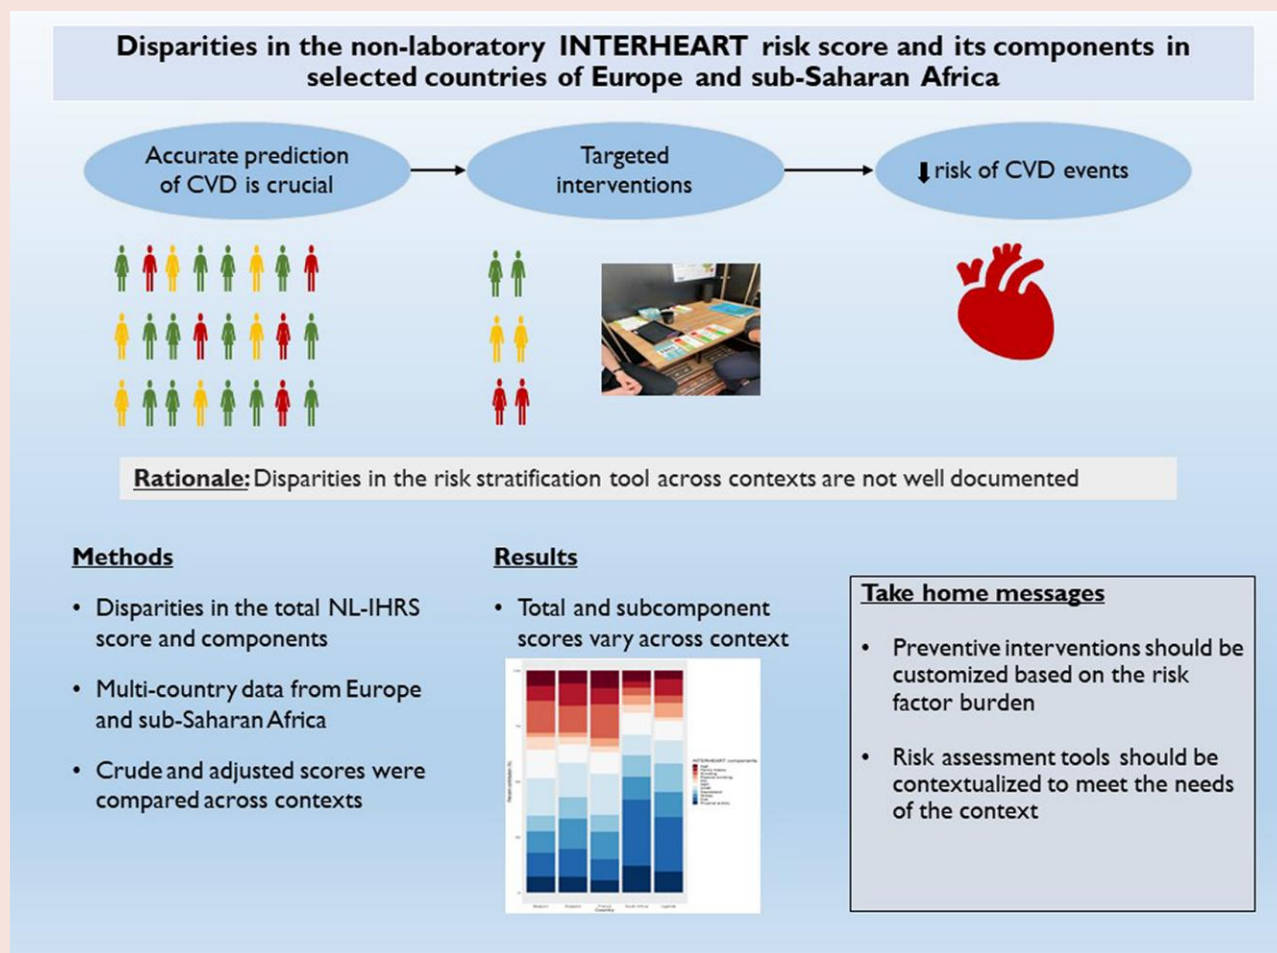 Disparities in the non-laboratory INTERHEART risk score and its components in
selected countries of Europe and sub-Saharan Africa
Accurate prediction
of CVD is crucial
Targeted
interventions
risk of CVD events
Rationale: Disparities in the risk stratification tool across contexts are not well documented
Methods
• Disparities in the total NL-IHRS
score and components
• Multi-country data from Europe
and sub-Saharan Africa
• Crude and adjusted scores were
compared across contexts
Results
• Total and subcomponent
scores vary across context
INTERHEART components
Country
South Africa
Take home messages
• Preventive interventions should be
customized based on the risk
factor burden
• Risk assessment tools should be
contextualized to meet the needs
of the context